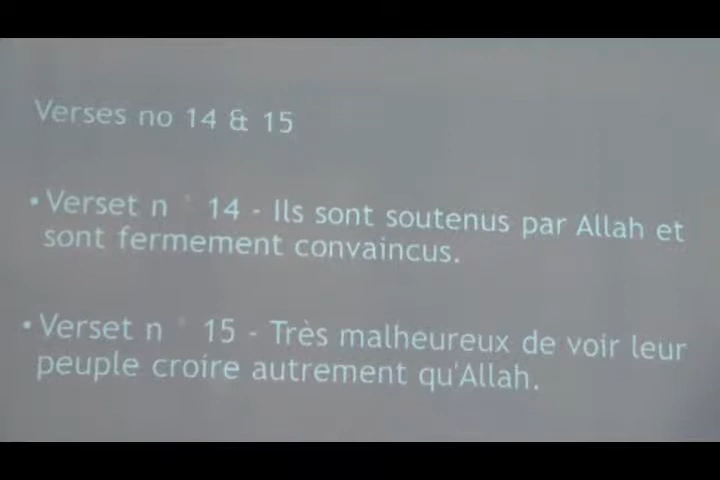 Verses no 14 & 15
• Verset n ° 14 - Ils sont soutenus par Allah et
sont fermement convaincus.
• Verset n ° 15 - Très malheureux de voir leur
peuple croire autrement qu'Allah.